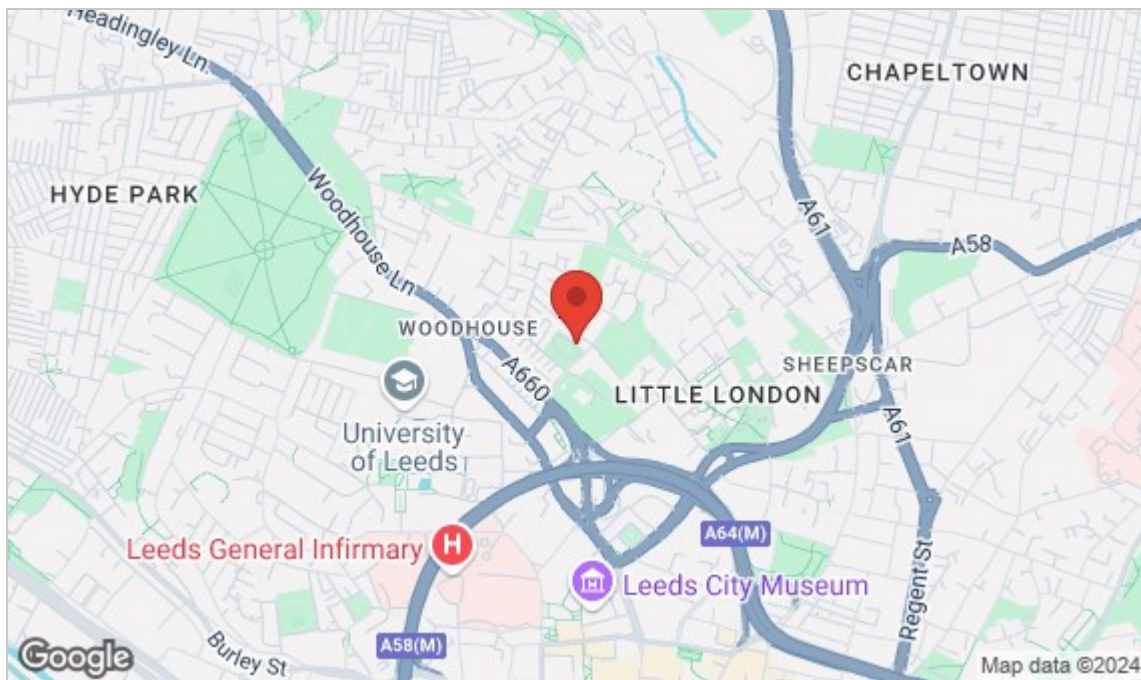 Headingley Ln
CHAPELTOWN
HYDE PARK
Woodhouse Ln
A61
A58
WOODHOUSE
A660
SHEEPSCAR
LITTLE LONDON
University
of Leeds
A61
A64(M)
H
Leeds General Infirmary
Leeds City Museum
Regent St
A58(M)
Burley St
Google
Map data ©2024